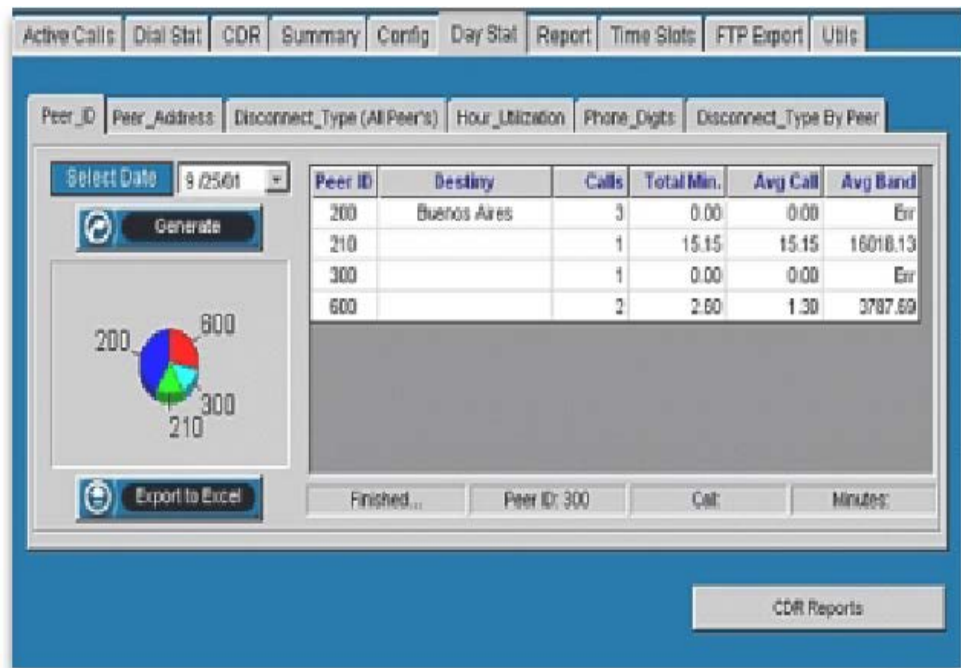 Active Calls Dial Stat CDR Summary Config Day Stat Report Time Slots FTP Export Utils
Peer_ID Peer_Address Disconnect_Type (All Peer's) Hour_Utilization Phone_Digits Disconnect_Type By Peer
Select Date 9 /25/01
Generate
Peer ID Destiny Calls Total Min. Avg Call Avg Band
200 Buenos Aires 3 0.00 0.00 Err
210 1 15.15 15.15 16018.13
300 1 0.00 0.00 Err
600 2 2.60 1.30 3787.69
200 600
300
210
Export to Excel
Finished... Peer ID: 300 Call: Minutes:
CDR Reports